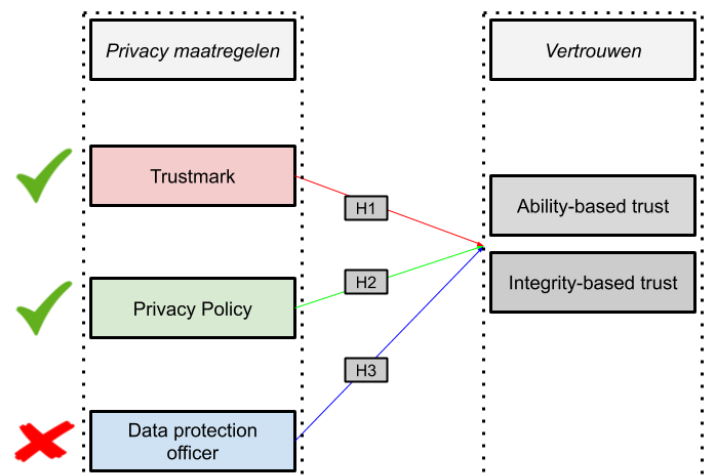 Privacy maatregelen
Vertrouwen
Trustmark
H1
Ability-based trust
Integrity-based trust
H2
Privacy Policy
H3
Data protection
officer